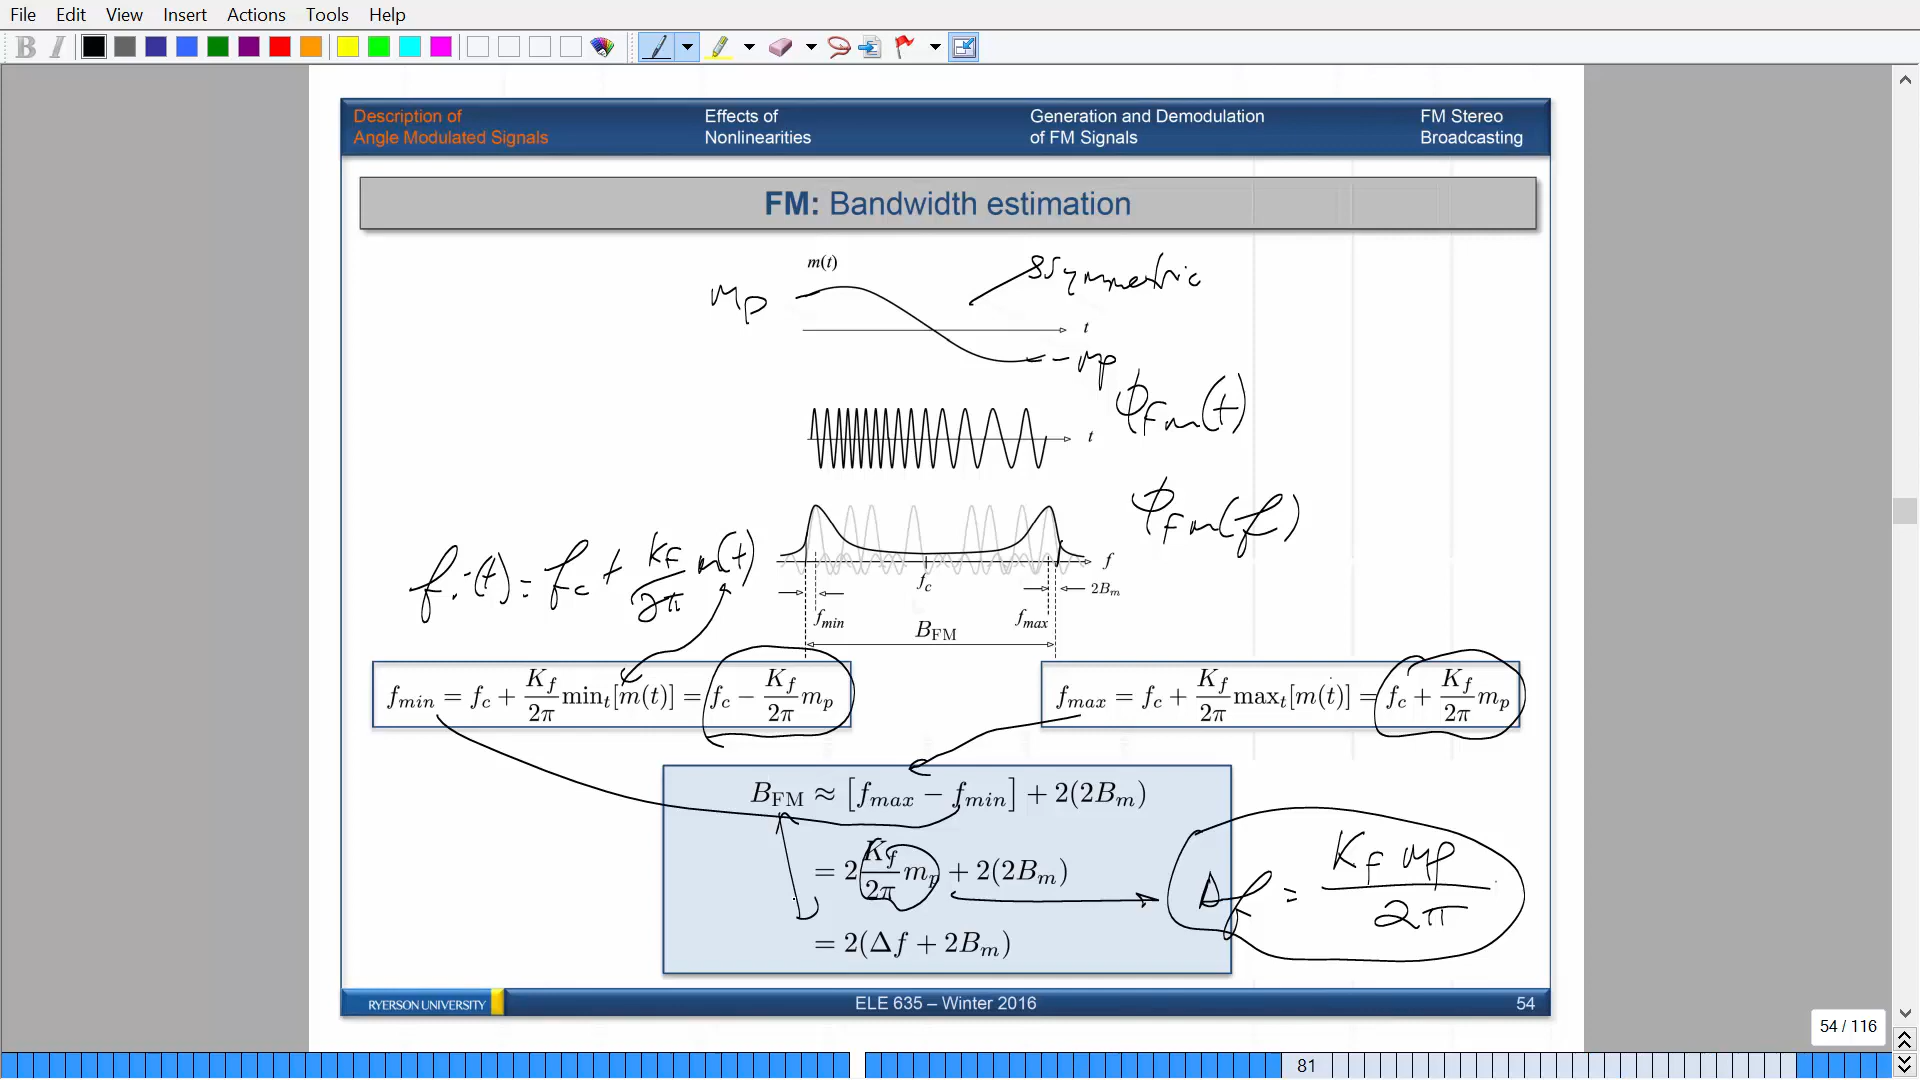 File Edit View Insert Actions Tools Help
B I
Description of Angle Modulated Signals
Effects of Nonlinearities
Generation and Demodulation of FM Signals
FM Stereo Broadcasting
FM: Bandwidth estimation
m(t)
mp
ssymmetric
t
-mp
φFm(t)
t
φFm(f)
fi(t) = fc + Kf/2π m(t)
f
fc
2Bm
fmin
fmax
BFM
fmin = fc + Kf/2π mint[m(t)] = fc − Kf/2π mp
fmax = fc + Kf/2π maxt[m(t)] = fc + Kf/2π mp
BFM ≈ [fmax − fmin] + 2(2Bm)
= 2 Kf/2π mp + 2(2Bm)
Δf = Kf mp/2π
= 2(Δf + 2Bm)
RYERSON UNIVERSITY
ELE 635 – Winter 2016
54
54 / 116
81